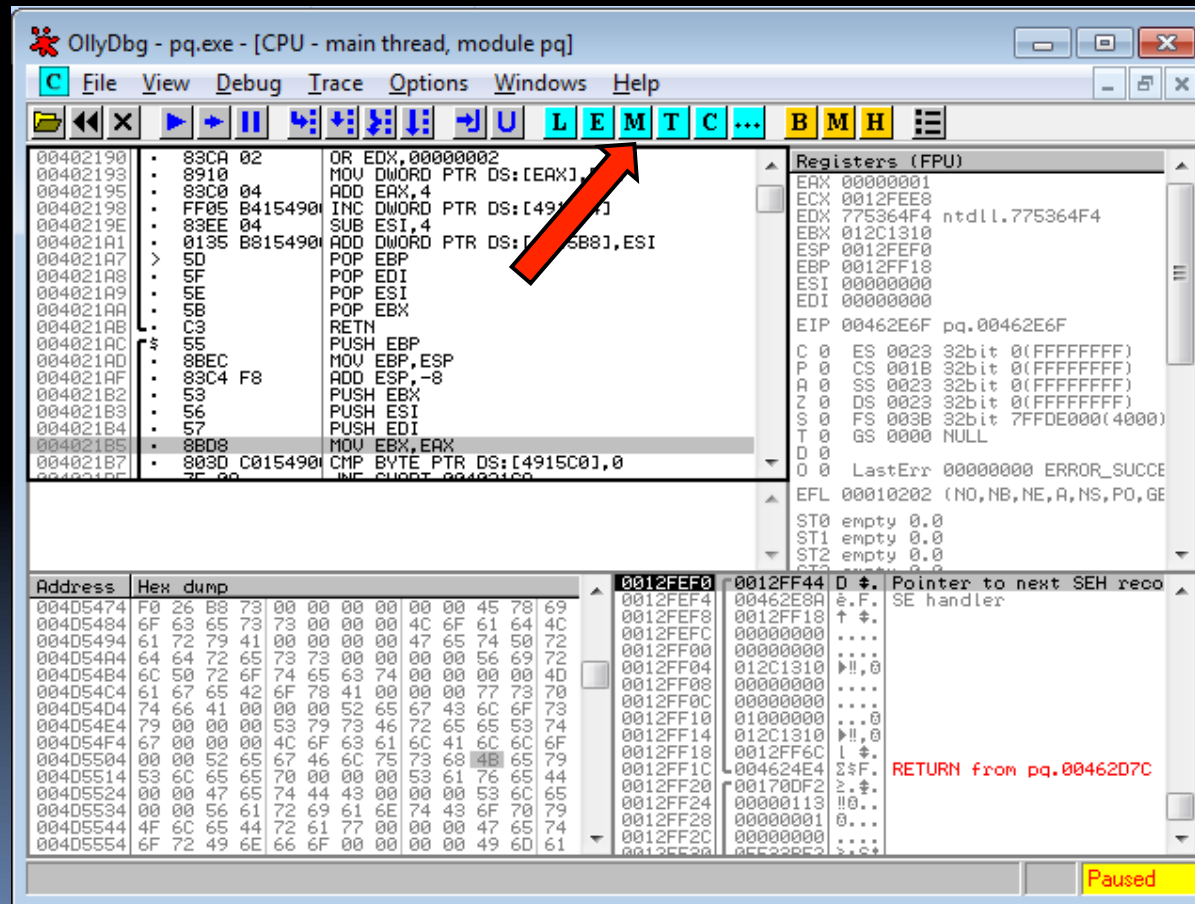 OllyDbg - pq.exe - [CPU - main thread, module pq]
C File View Debug Trace Options Windows Help
L E M T C ... B M H
00402190 . 83CA 02 OR EDX,00000002
00402193 . 8910 MOV DWORD PTR DS:[EAX],
00402195 . 83C0 04 ADD EAX,4
00402198 . FF05 B4154900 INC DWORD PTR DS:[491
0040219E . 83EE 04 SUB ESI,4
004021A1 . 0135 B8154900 ADD DWORD PTR DS:[ 5B8],ESI
004021A7 > 5D POP EBP
004021A8 . 5F POP EDI
004021A9 . 5E POP ESI
004021AA . 5B POP EBX
004021AB . C3 RETN
004021AC $ 55 PUSH EBP
004021AD . 8BEC MOV EBP,ESP
004021AF . 83C4 F8 ADD ESP,-8
004021B2 . 53 PUSH EBX
004021B3 . 56 PUSH ESI
004021B4 . 57 PUSH EDI
004021B5 . 8BD8 MOV EBX,EAX
004021B7 . 803D C0154900 CMP BYTE PTR DS:[4915C0],0
Registers (FPU)
EAX 00000001
ECX 0012FEE8
EDX 775364F4 ntdll.775364F4
EBX 012C1310
ESP 0012FEF0
EBP 0012FF18
ESI 00000000
EDI 00000000
EIP 00462E6F pq.00462E6F
C 0 ES 0023 32bit 0(FFFFFFFF)
P 0 CS 001B 32bit 0(FFFFFFFF)
A 0 SS 0023 32bit 0(FFFFFFFF)
Z 0 DS 0023 32bit 0(FFFFFFFF)
S 0 FS 003B 32bit 7FFDE000(4000)
T 0 GS 0000 NULL
D 0
O 0 LastErr 00000000 ERROR_SUCCE
EFL 00010202 (NO,NB,NE,A,NS,PO,GE
ST0 empty 0.0
ST1 empty 0.0
ST2 empty 0.0
Address Hex dump
004D5474 F0 26 B8 73 00 00 00 00 00 00 45 78 69
004D5484 6F 63 65 73 73 00 00 00 4C 6F 61 64 4C
004D5494 61 72 79 41 00 00 00 00 47 65 74 50 72
004D54A4 64 64 72 65 73 73 00 00 00 00 56 69 72
004D54B4 6C 50 72 6F 74 65 63 74 00 00 00 00 4D
004D54C4 61 67 65 42 6F 78 41 00 00 00 77 73 70
004D54D4 74 66 41 00 00 00 52 65 67 43 6C 6F 73
004D54E4 79 00 00 00 53 79 73 46 72 65 65 53 74
004D54F4 67 00 00 00 4C 6F 63 61 6C 41 6C 6C 6F
004D5504 00 00 52 65 67 46 6C 75 73 68 4B 65 79
004D5514 53 6C 65 65 70 00 00 00 53 61 76 65 44
004D5524 00 00 47 65 74 44 43 00 00 00 53 6C 65
004D5534 00 00 56 61 72 69 61 6E 74 43 6F 70 79
004D5544 4F 6C 65 44 72 61 77 00 00 00 47 65 74
004D5554 6F 72 49 6E 66 6F 00 00 00 00 49 6D 61
0012FEF0 0012FF44 D ‡. Pointer to next SEH reco
0012FEF4 00462E8A è.F. SE handler
0012FEF8 0012FF18 ↑ ‡.
0012FEFC 00000000 ....
0012FF00 00000000 ....
0012FF04 012C1310 ►‼,☺
0012FF08 00000000 ....
0012FF0C 00000000 ....
0012FF10 01000000 ...☺
0012FF14 012C1310 ►‼,☺
0012FF18 0012FF6C l ‡.
0012FF1C 004624E4 Σ$F. RETURN from pq.00462D7C
0012FF20 00170DF2 ≥.‡.
0012FF24 00000113 ‼☺..
0012FF28 00000001 ☺...
0012FF2C 00000000 ....
Paused